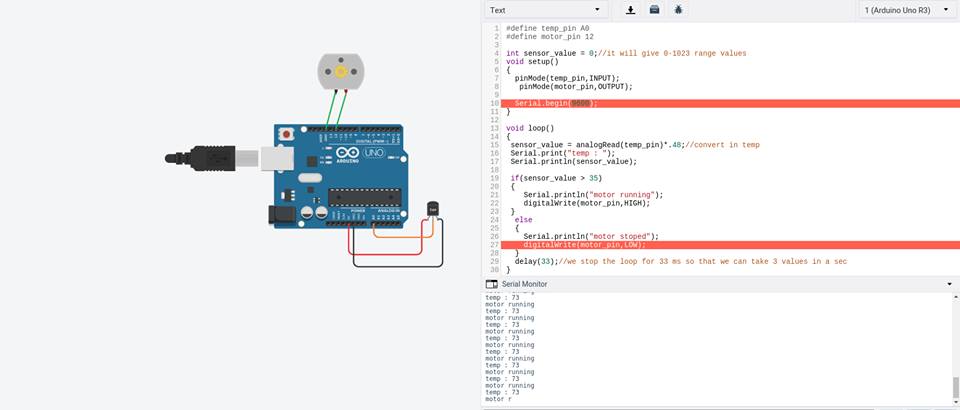 Text
1 (Arduino Uno R3)
1 #define temp_pin A0
2 #define motor_pin 12
3
4 int sensor_value = 0;//it will give 0-1023 range values
5 void setup()
6 {
7 pinMode(temp_pin,INPUT);
8 pinMode(motor_pin,OUTPUT);
9
10 Serial.begin(9600);
11 }
12
13 void loop()
14 {
15 sensor_value = analogRead(temp_pin)*.48;//convert in temp
16 Serial.print("temp : ");
17 Serial.println(sensor_value);
18
19 if(sensor_value > 35)
20 {
21 Serial.println("motor running");
22 digitalWrite(motor_pin,HIGH);
23 }
24 else
25 {
26 Serial.println("motor stoped");
27 digitalWrite(motor_pin,LOW);
28 }
29 delay(33);//we stop the loop for 33 ms so that we can take 3 values in a sec
30 }
Serial Monitor
motor running
temp : 73
motor running
temp : 73
motor running
temp : 73
motor running
temp : 73
motor running
temp : 73
motor running
temp : 73
motor running
temp : 73
motor running
temp : 73
motor r
DIGITAL (PWM~)
UNO
ARDUINO
POWER
ANALOG IN